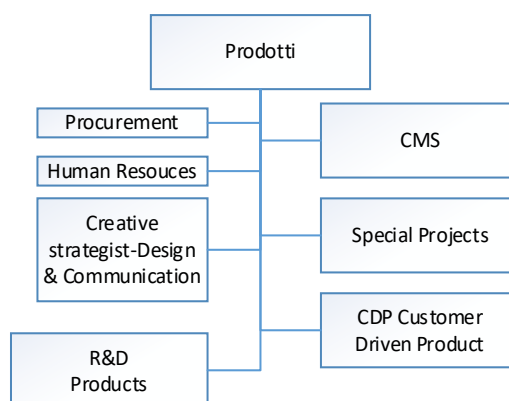 Prodotti
Procurement
CMS
Human Resouces
Creative
strategist-Design
& Communication
Special Projects
CDP Customer
Driven Product
R&D
Products